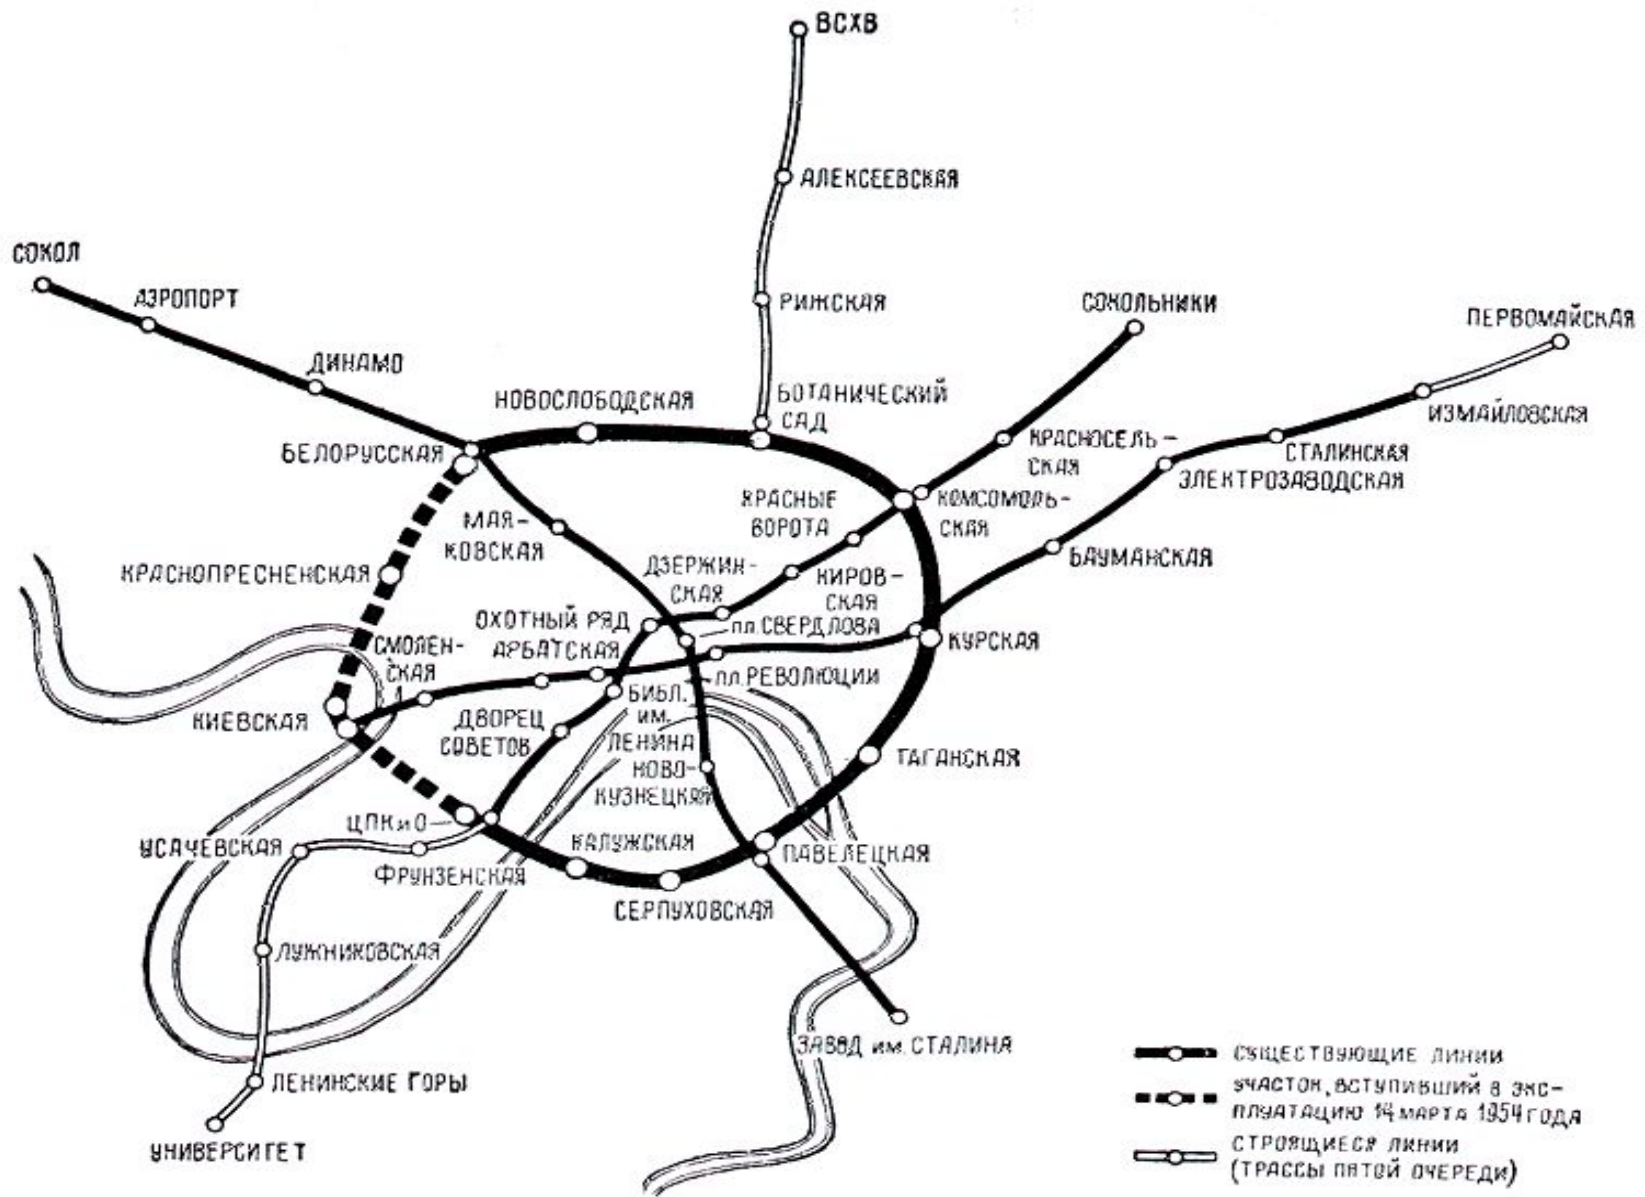 ВСХВ
АЛЕКСЕЕВСКАЯ
СОКОЛ
АЭРОПОРТ
РИЖСКАЯ
СОКОЛЬНИКИ
ПЕРВОМАЙСКАЯ
ДИНАМО
НОВОСЛОБОДСКАЯ
БОТАНИЧЕСКИЙ
САД
ИЗМАЙЛОВСКАЯ
БЕЛОРУССКАЯ
КРАСНОСЕЛЬ-
СКАЯ
СТАЛИНСКАЯ
ЭЛЕКТРОЗАВОДСКАЯ
КРАСНЫЕ
ВОРОТА
КОМСОМОЛЬ-
СКАЯ
МАЯ-
КОВСКАЯ
БАУМАНСКАЯ
КРАСНОПРЕСНЕНСКАЯ
ДЗЕРЖИН-
СКАЯ
КИРОВ-
СКАЯ
ОХОТНЫЙ РЯД
пл. СВЕРДЛОВА
АРБАТСКАЯ
КУРСКАЯ
СМОЛЕН-
СКАЯ
пл. РЕВОЛЮЦИИ
КИЕВСКАЯ
ДВОРЕЦ
СОВЕТОВ
БИБЛ.
ИМ.
ЛЕНИНА
НОВО-
КУЗНЕЦКАЯ
ТАГАНСКАЯ
ЦПКиО
УСАЧЕВСКАЯ
ФРУНЗЕНСКАЯ
КАЛУЖСКАЯ
ПАВЕЛЕЦКАЯ
СЕРПУХОВСКАЯ
ЛУЖНИКОВСКАЯ
ЗАВОД им. СТАЛИНА
ЛЕНИНСКИЕ ГОРЫ
УНИВЕРСИТЕТ
СУЩЕСТВУЮЩИЕ ЛИНИИ
УЧАСТОК, ВСТУПИВШИЙ В ЭКС-
ПЛУАТАЦИЮ 14 МАРТА 1954 ГОДА
СТРОЯЩИЕСЯ ЛИНИИ
(ТРАССЫ ПЯТОЙ ОЧЕРЕДИ)